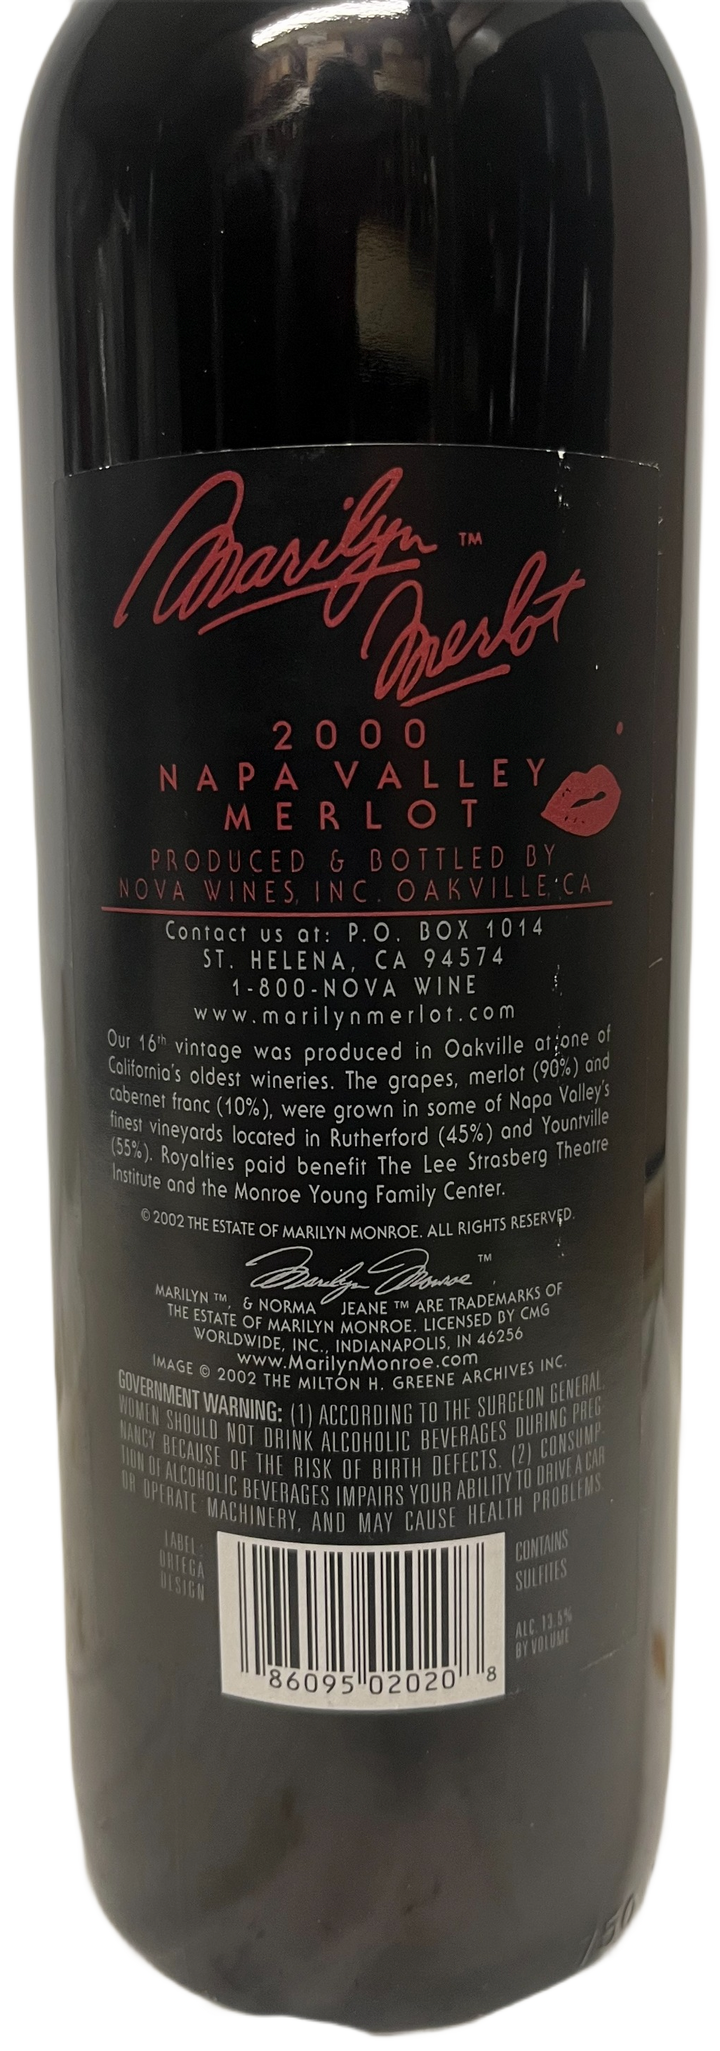 Marilyn ™
Merlot
2000
NAPA VALLEY
MERLOT
PRODUCED & BOTTLED BY
NOVA WINES, INC. OAKVILLE, CA
Contact us at: P.O. BOX 1014
ST. HELENA, CA 94574
1-800-NOVA WINE
www.marilynmerlot.com
Our 16th vintage was produced in Oakville at one of
California's oldest wineries. The grapes, merlot (90%) and
cabernet franc (10%), were grown in some of Napa Valley's
finest vineyards located in Rutherford (45%) and Yountville
(55%). Royalties paid benefit The Lee Strasberg Theatre
Institute and the Monroe Young Family Center.
© 2002 THE ESTATE OF MARILYN MONROE. ALL RIGHTS RESERVED.
Marilyn Monroe ™
MARILYN ™, & NORMA JEANE ™ ARE TRADEMARKS OF
THE ESTATE OF MARILYN MONROE. LICENSED BY CMG
WORLDWIDE, INC., INDIANAPOLIS, IN 46256
www.MarilynMonroe.com
IMAGE © 2002 THE MILTON H. GREENE ARCHIVES INC.
GOVERNMENT WARNING: (1) ACCORDING TO THE SURGEON GENERAL,
WOMEN SHOULD NOT DRINK ALCOHOLIC BEVERAGES DURING PREG-
NANCY BECAUSE OF THE RISK OF BIRTH DEFECTS. (2) CONSUMP-
TION OF ALCOHOLIC BEVERAGES IMPAIRS YOUR ABILITY TO DRIVE A CAR
OR OPERATE MACHINERY, AND MAY CAUSE HEALTH PROBLEMS.
LABEL:
ORTEGA
DESIGN
CONTAINS
SULFITES
ALC. 13.5%
BY VOLUME
86095 02020 8
750